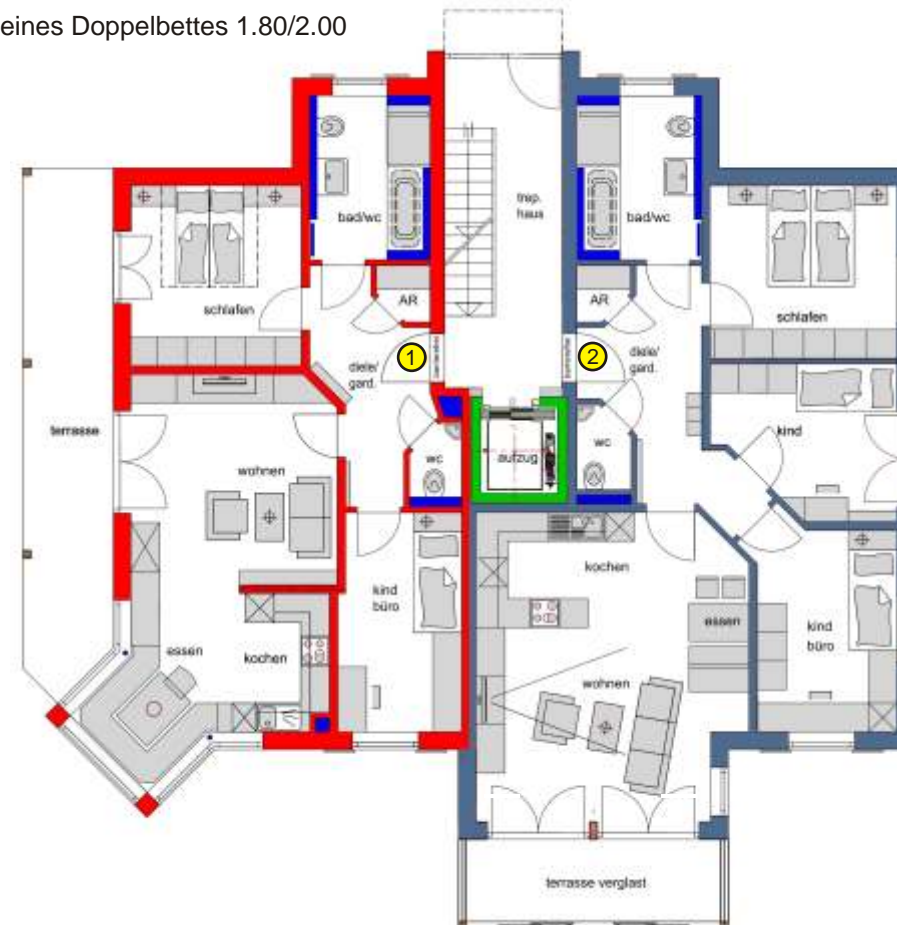 eines Doppelbettes 1.80/2.00
bad/wc
trep.
haus
bad/wc
schlafen
AR
AR
schlafen
1
2
diele/
gard.
diele/
gard.
terrasse
wohnen
wc
aufzug
wc
kind
kochen
kind
büro
essen
kochen
essen
kind
büro
wohnen
terrasse verglast